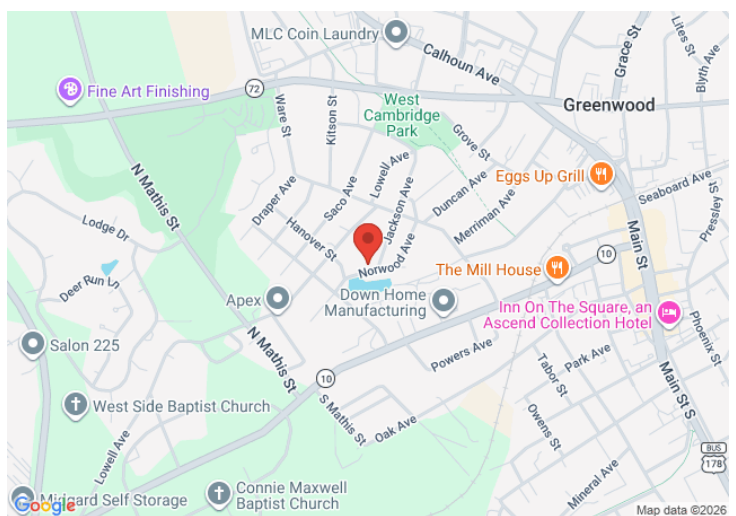 MLC Coin Laundry
Calhoun Ave
Grace St
Lites St
Blyth Ave
Fine Art Finishing
72
Ware St
Kitson St
West
Cambridge
Park
Greenwood
Grove St
Eggs Up Grill
Seaboard Ave
Pressley St
N Mathis St
Draper Ave
Saco Ave
Lowell Ave
Jackson Ave
Duncan Ave
Merriman Ave
Main St
Lodge Dr
Hanover St
Norwood Ave
The Mill House
10
Deer Run Ln
Apex
Down Home
Manufacturing
Inn On The Square, an
Ascend Collection Hotel
Phoenix St
Salon 225
N Mathis St
Powers Ave
Park Ave
Tabor St
10
West Side Baptist Church
S Mathis St
Oak Ave
Owens St
Main St S
Lowell Ave
BUS
178
Mineral Ave
Mirigard Self Storage
Connie Maxwell
Baptist Church
Google
Map data ©2026